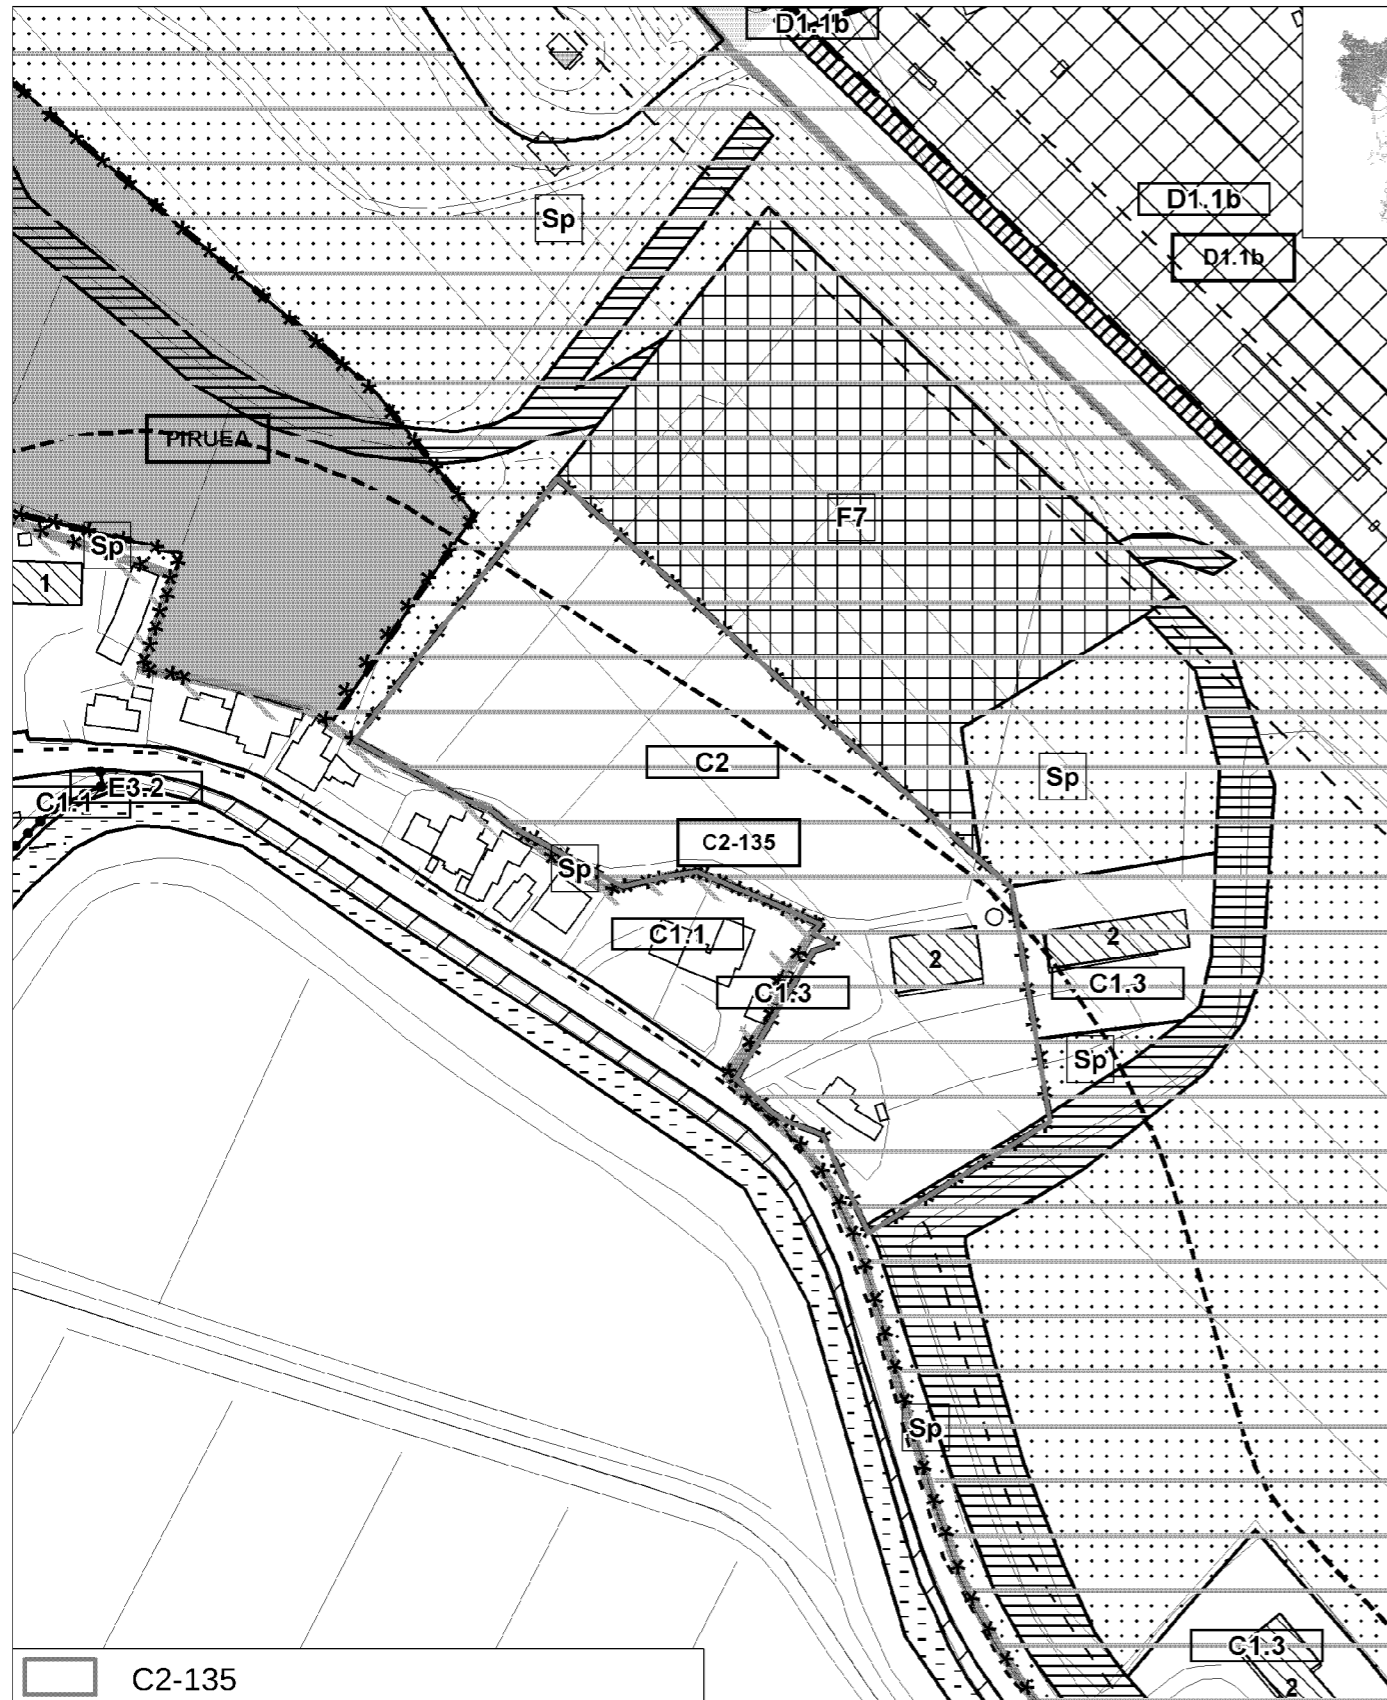 D1.1b
D1.1b
Sp
D1.1b
PIRUEA
F7
Sp
1
C2
Sp
E3.2
C1.1
C2-135
Sp
C1.1
2
2
C1.3
C1.3
Sp
Sp
C1.3
2
C2-135